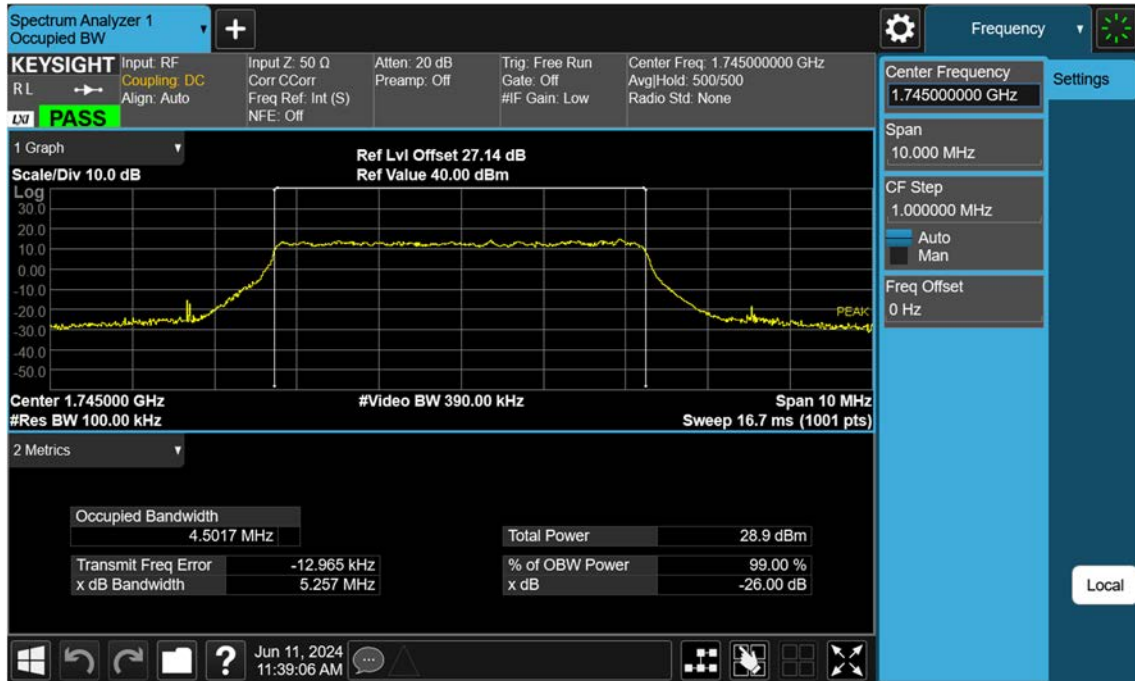 Spectrum Analyzer 1
Occupied BW
+
Frequency
KEYSIGHT
RL
LXI
PASS
Input: RF
Coupling: DC
Align: Auto
Input Z: 50 Ω
Corr CCorr
Freq Ref: Int (S)
NFE: Off
Atten: 20 dB
Preamp: Off
Trig: Free Run
Gate: Off
#IF Gain: Low
Center Freq: 1.745000000 GHz
Avg|Hold: 500/500
Radio Std: None
Center Frequency
1.745000000 GHz
Settings
Span
10.000 MHz
CF Step
1.000000 MHz
Auto
Man
Freq Offset
0 Hz
Local
1 Graph
Scale/Div 10.0 dB
Ref Lvl Offset 27.14 dB
Ref Value 40.00 dBm
Log
30.0
20.0
10.0
0.00
-10.0
-20.0
-30.0
-40.0
-50.0
PEAK
Center 1.745000 GHz
#Res BW 100.00 kHz
#Video BW 390.00 kHz
Span 10 MHz
Sweep 16.7 ms (1001 pts)
2 Metrics
Occupied Bandwidth
4.5017 MHz
Transmit Freq Error -12.965 kHz
x dB Bandwidth 5.257 MHz
Total Power 28.9 dBm
% of OBW Power 99.00 %
x dB -26.00 dB
?
Jun 11, 2024
11:39:06 AM